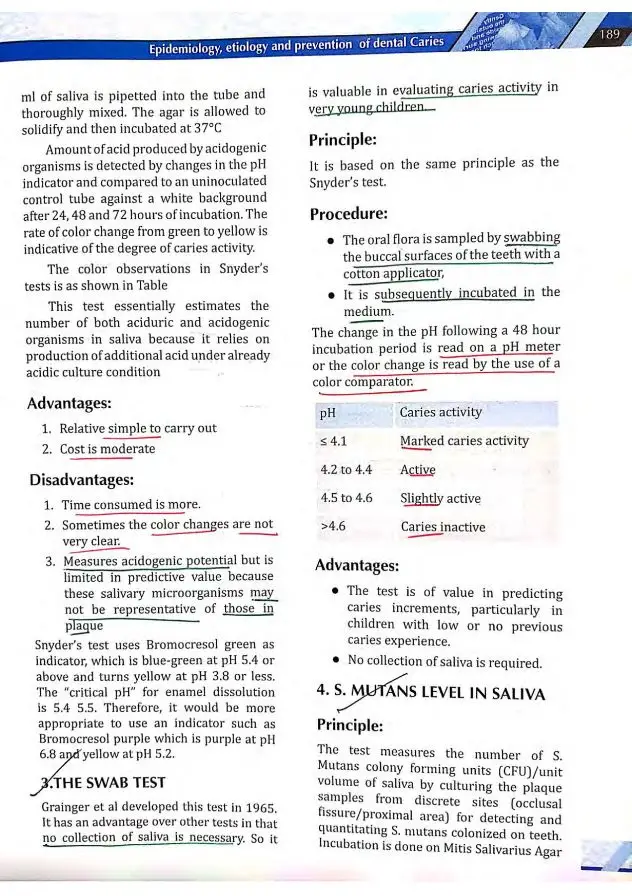 Epidemiology, etiology and prevention of dental Caries
189
ml of saliva is pipetted into the tube and
thoroughly mixed. The agar is allowed to
solidify and then incubated at 37°C
Amount of acid produced by acidogenic
organisms is detected by changes in the pH
indicator and compared to an uninoculated
control tube against a white background
after 24, 48 and 72 hours of incubation. The
rate of color change from green to yellow is
indicative of the degree of caries activity.
The color observations in Snyder's
tests is as shown in Table
This test essentially estimates the
number of both aciduric and acidogenic
organisms in saliva because it relies on
production of additional acid under already
acidic culture condition
Advantages:
1. Relative simple to carry out
2. Cost is moderate
Disadvantages:
1. Time consumed is more.
2. Sometimes the color changes are not
very clear.
3. Measures acidogenic potential but is
limited in predictive value because
these salivary microorganisms may
not be representative of those in
plaque
Snyder's test uses Bromocresol green as
indicator, which is blue-green at pH 5.4 or
above and turns yellow at pH 3.8 or less.
The "critical pH" for enamel dissolution
is 5.4 5.5. Therefore, it would be more
appropriate to use an indicator such as
Bromocresol purple which is purple at pH
6.8 and yellow at pH 5.2.
3.THE SWAB TEST
Grainger et al developed this test in 1965.
It has an advantage over other tests in that
no collection of saliva is necessary. So it
is valuable in evaluating caries activity in
very young children.
Principle:
It is based on the same principle as the
Snyder's test.
Procedure:
• The oral flora is sampled by swabbing
the buccal surfaces of the teeth with a
cotton applicator,
• It is subsequently incubated in the
medium.
The change in the pH following a 48 hour
incubation period is read on a pH meter
or the color change is read by the use of a
color comparator.
pH Caries activity
≤ 4.1 Marked caries activity
4.2 to 4.4 Active
4.5 to 4.6 Slightly active
>4.6 Caries inactive
Advantages:
• The test is of value in predicting
caries increments, particularly in
children with low or no previous
caries experience.
• No collection of saliva is required.
4. S. MUTANS LEVEL IN SALIVA
Principle:
The test measures the number of S.
Mutans colony forming units (CFU)/unit
volume of saliva by culturing the plaque
samples from discrete sites (occlusal
fissure/proximal area) for detecting and
quantitating S. mutans colonized on teeth.
Incubation is done on Mitis Salivarius Agar